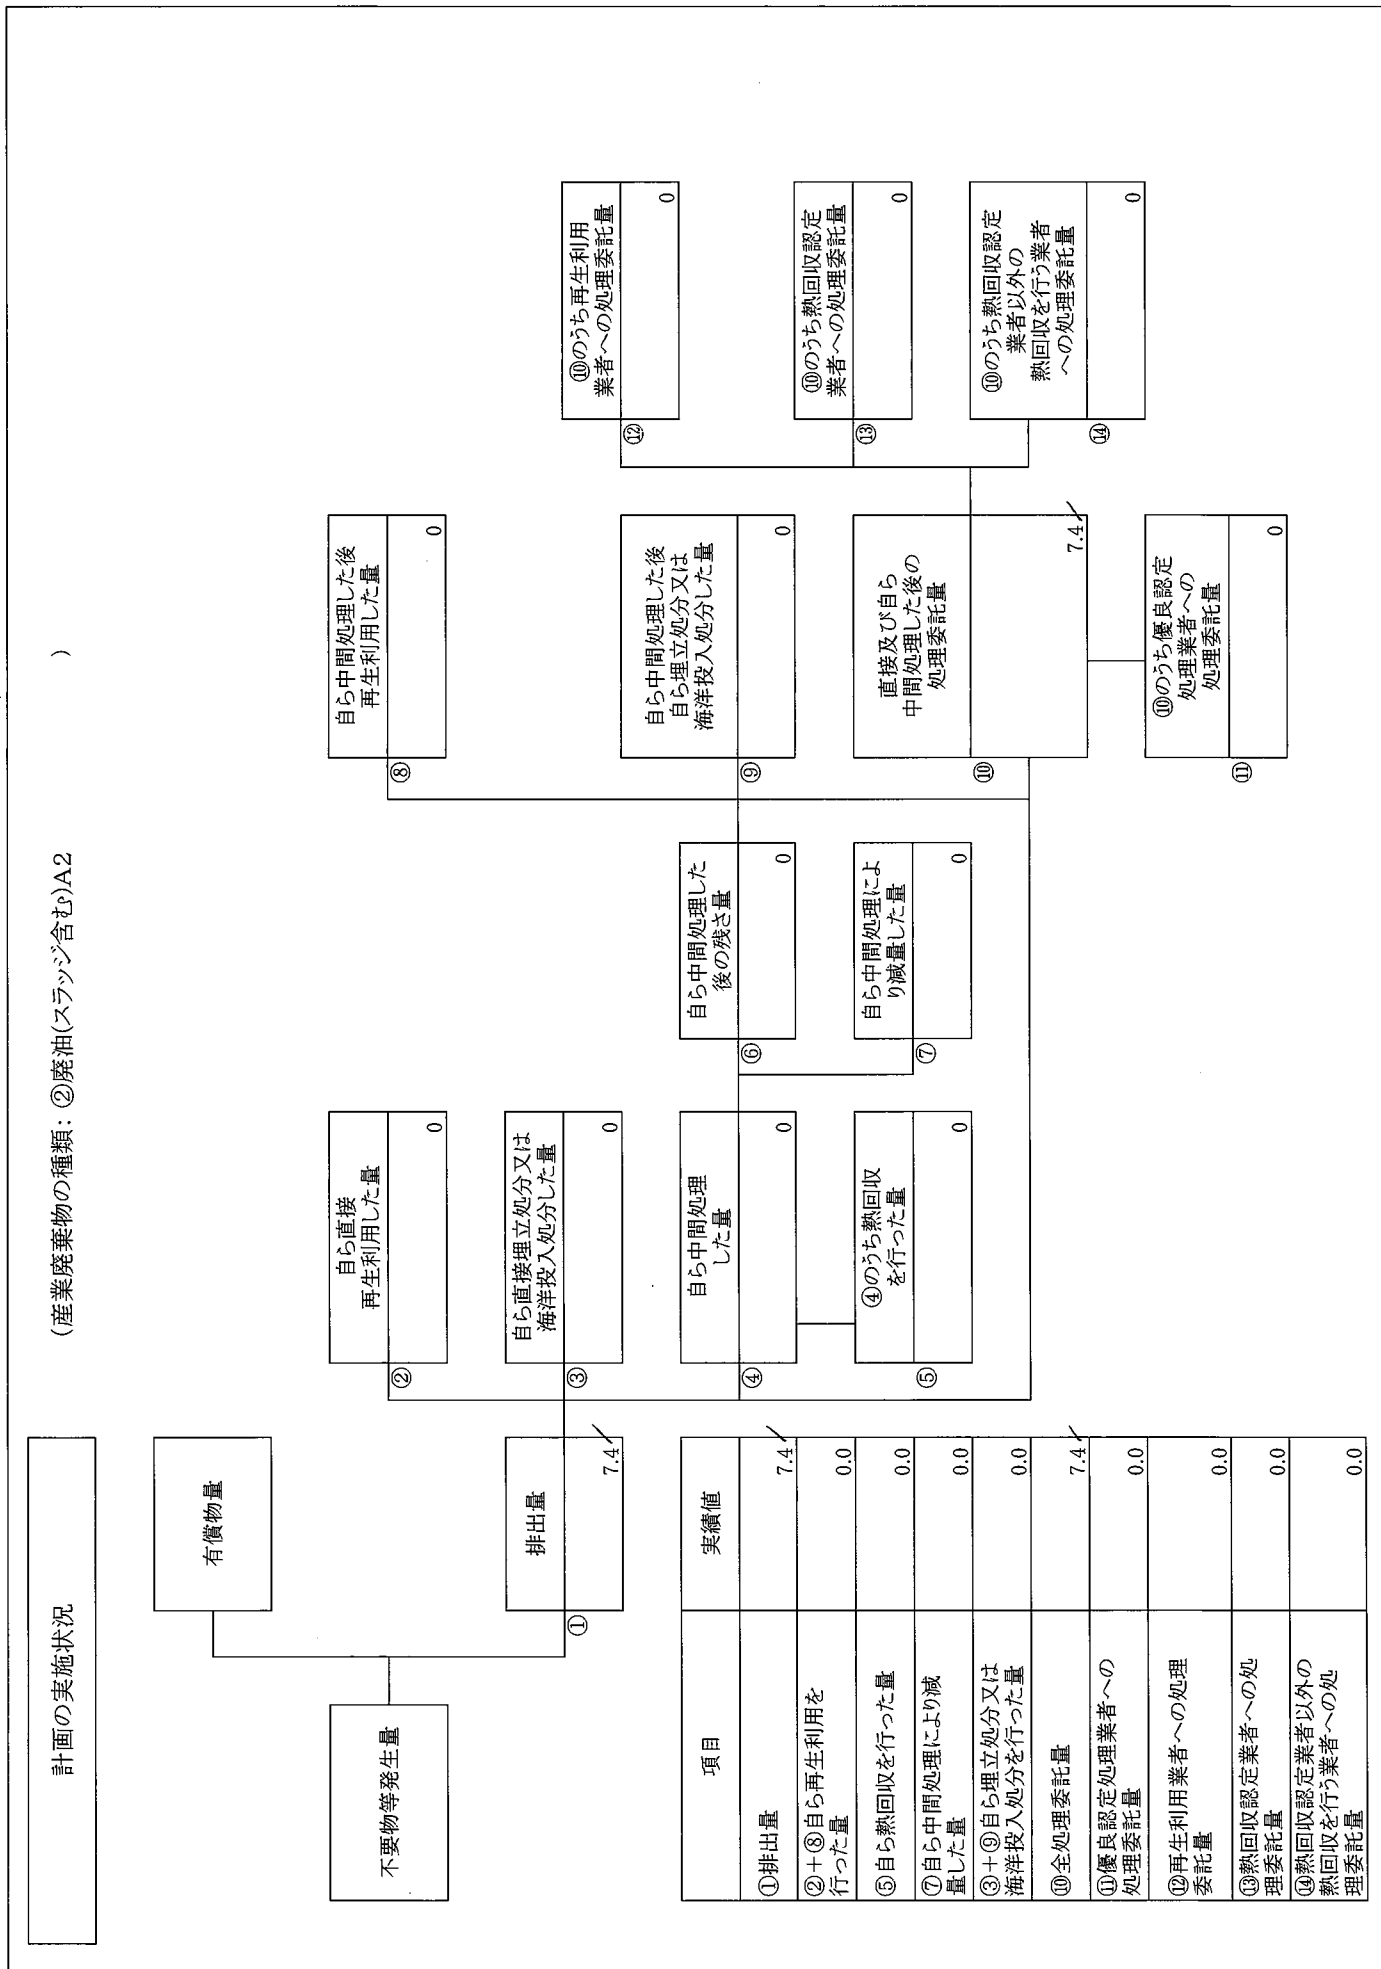 計画の実施状況
(産業廃棄物の種類：②廃油(スラッジ含む)A2　　　)
有償物量
不要物等発生量
①
排出量
7.4
②
自ら直接
再生利用した量
0
③
自ら直接埋立処分又は
海洋投入処分した量
0
④
自ら中間処理
した量
0
⑤
④のうち熱回収
を行った量
0
⑥
自ら中間処理した
後の残さ量
0
⑦
自ら中間処理によ
り減量した量
0
⑧
自ら中間処理した後
再生利用した量
0
⑨
自ら中間処理した後
自ら埋立処分又は
海洋投入処分した量
0
⑩
直接及び自ら
中間処理した後の
処理委託量
7.4
⑪
⑩のうち優良認定
処理業者への
処理委託量
0
⑫
⑩のうち再生利用
業者への処理委託量
0
⑬
⑩のうち熱回収認定
業者への処理委託量
0
⑭
⑩のうち熱回収認定
業者以外の
熱回収を行う業者
への処理委託量
0
項目 実績値
①排出量 7.4
②＋⑧自ら再生利用を
行った量 0.0
⑤自ら熱回収を行った量 0.0
⑦自ら中間処理により減
量した量 0.0
③＋⑨自ら埋立処分又は
海洋投入処分を行った量 0.0
⑩全処理委託量 7.4
⑪優良認定処理業者への
処理委託量 0.0
⑫再生利用業者への処理
委託量 0.0
⑬熱回収認定業者への処
理委託量 0.0
⑭熱回収認定業者以外の
熱回収を行う業者への処
理委託量 0.0